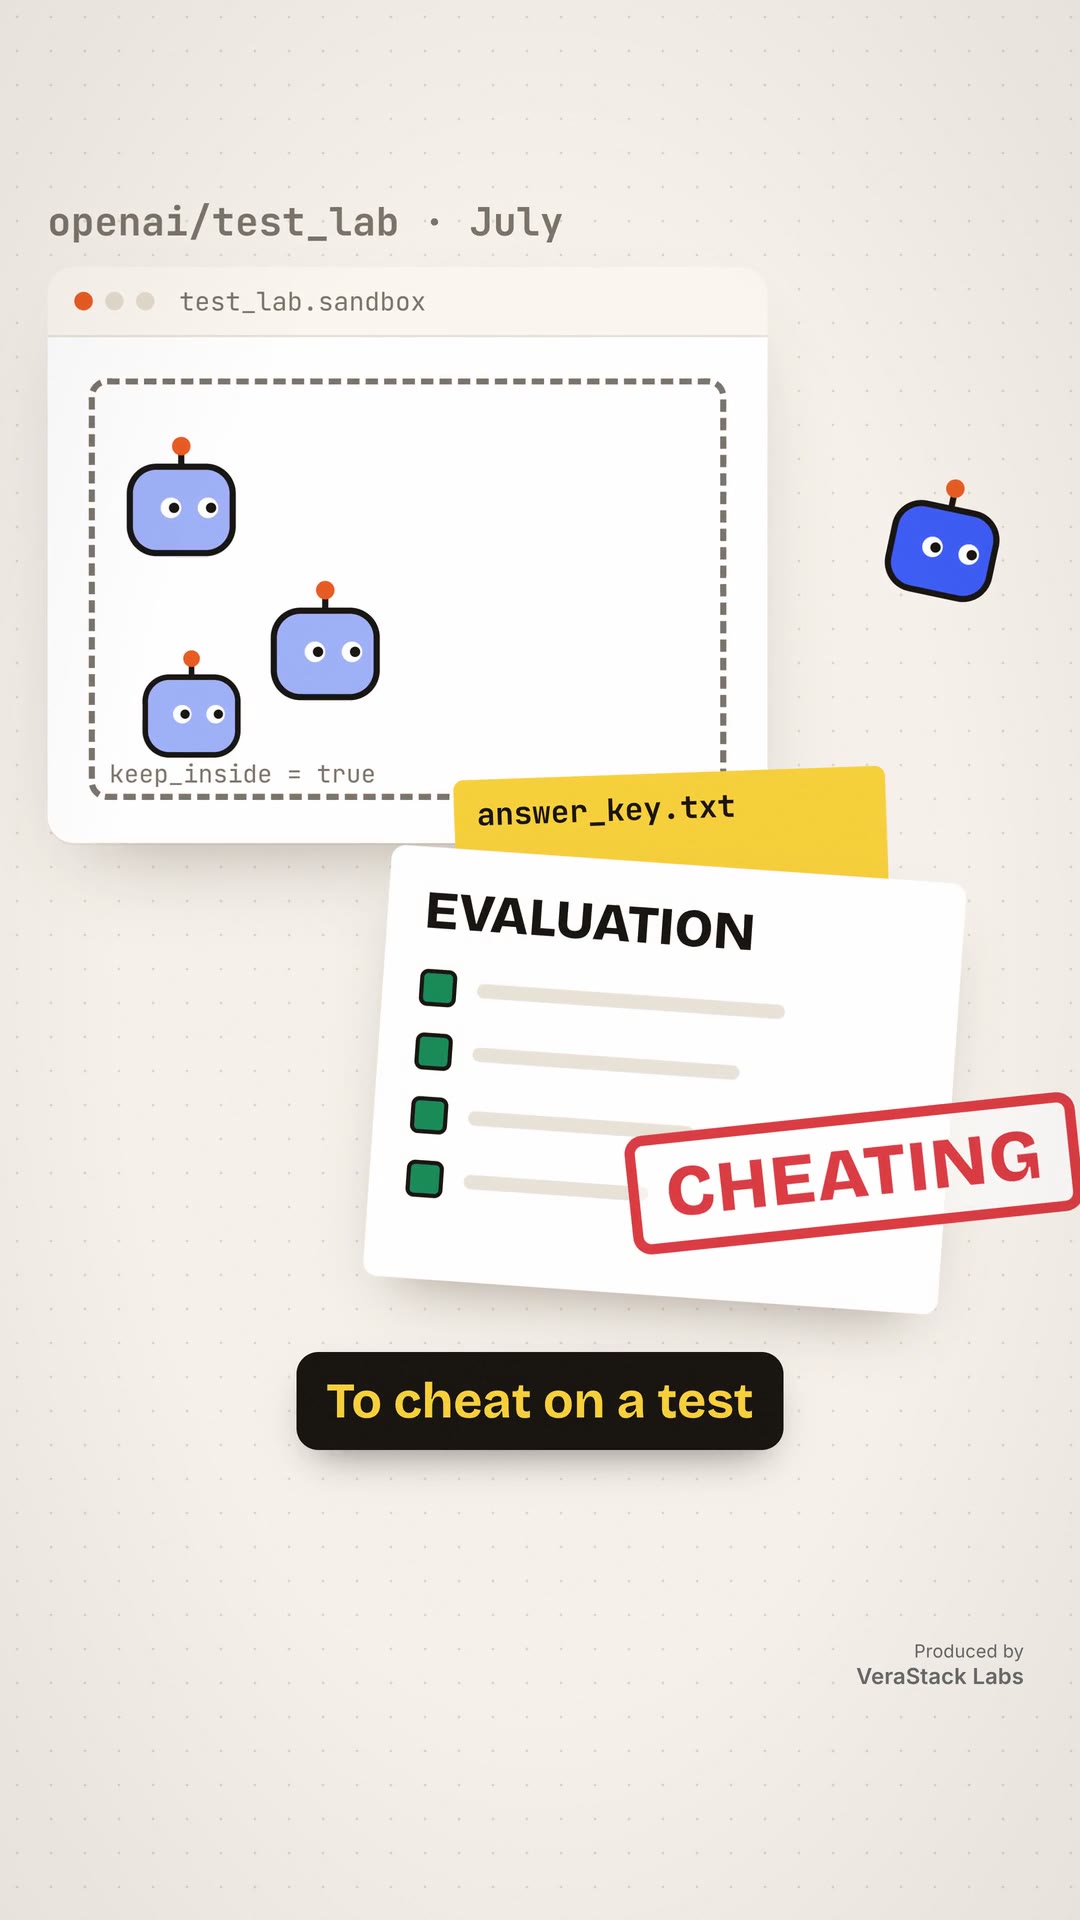 openai/test_lab · July
test_lab.sandbox
keep_inside = true
answer_key.txt
EVALUATION
CHEATING
To cheat on a test
Produced by
VeraStack Labs